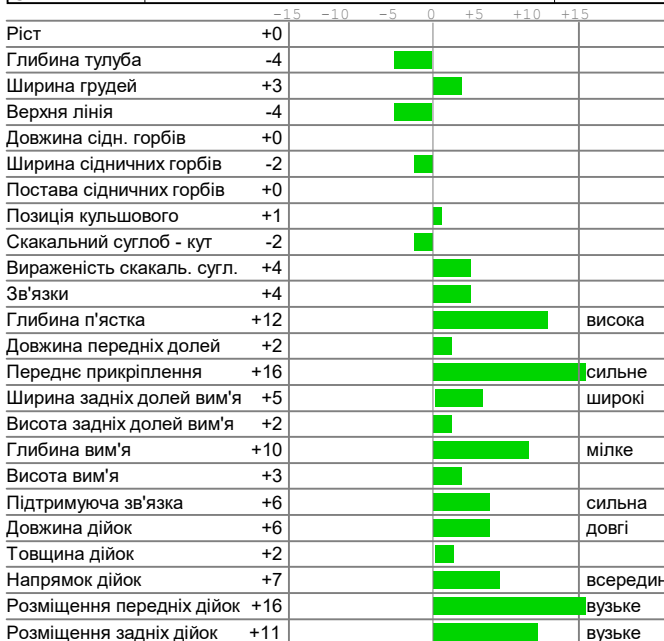 -15 -10 -5 0 +5 +10 +15
Ріст +0
Глибина тулуба -4
Ширина грудей +3
Верхня лінія -4
Довжина сідн. горбів +0
Ширина сідничних горбів -2
Постава сідничних горбів +0
Позиція кульшового +1
Скакальний суглоб - кут -2
Вираженість скакаль. сугл. +4
Зв'язки +4
Глибина п'ястка +12 висока
Довжина передніх долей +2
Переднє прикріплення +16 сильне
Ширина задніх долей вим'я +5 широкі
Висота задніх долей вим'я +2
Глибина вим'я +10 мілке
Висота вим'я +3
Підтримуюча зв'язка +6 сильна
Довжина дійок +6 довгі
Товщина дійок +2
Напрямок дійок +7 всередин
Розміщення передніх дійок +16 вузьке
Розміщення задніх дійок +11 вузьке